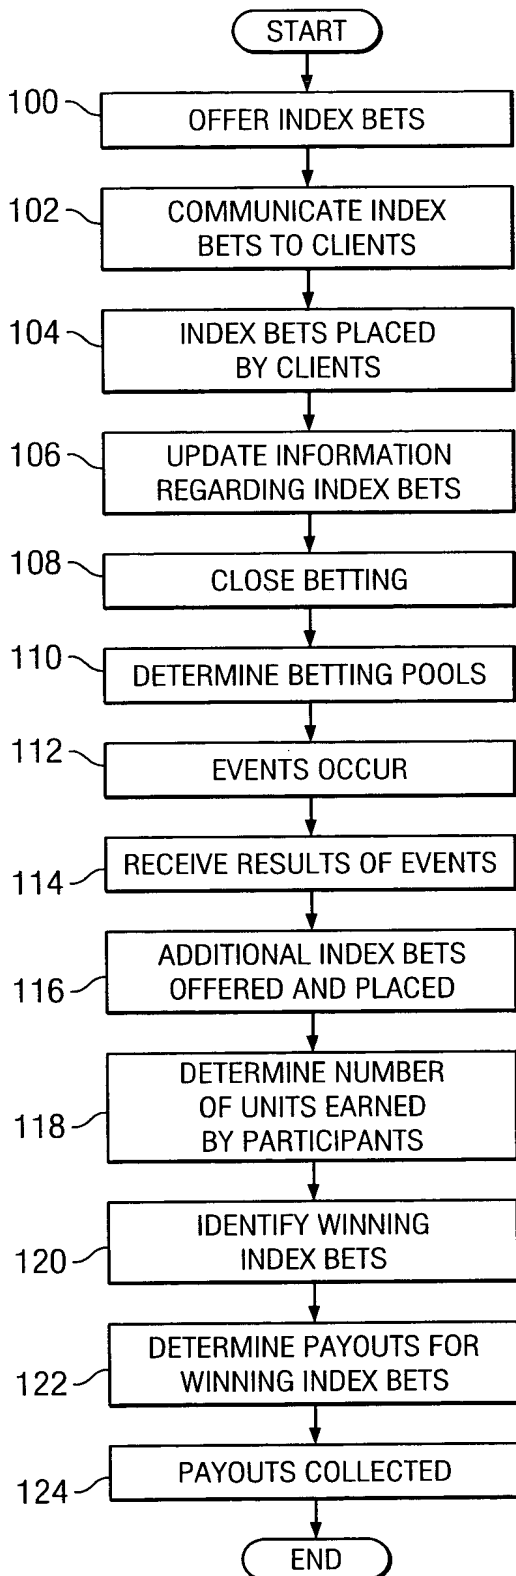 START
100
OFFER INDEX BETS
102
COMMUNICATE INDEX
BETS TO CLIENTS
104
INDEX BETS PLACED
BY CLIENTS
106
UPDATE INFORMATION
REGARDING INDEX BETS
108
CLOSE BETTING
110
DETERMINE BETTING POOLS
112
EVENTS OCCUR
114
RECEIVE RESULTS OF EVENTS
116
ADDITIONAL INDEX BETS
OFFERED AND PLACED
118
DETERMINE NUMBER
OF UNITS EARNED
BY PARTICIPANTS
120
IDENTIFY WINNING
INDEX BETS
122
DETERMINE PAYOUTS FOR
WINNING INDEX BETS
124
PAYOUTS COLLECTED
END